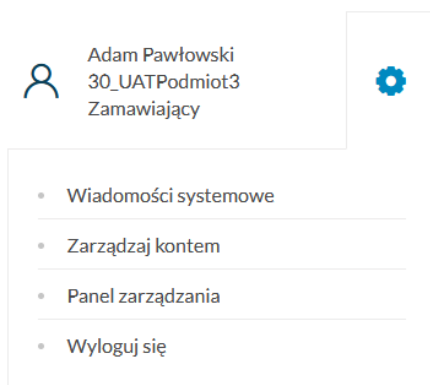 Adam Pawłowski
30_UATPodmiot3
Zamawiający
Wiadomości systemowe
Zarządzaj kontem
Panel zarządzania
Wyloguj się